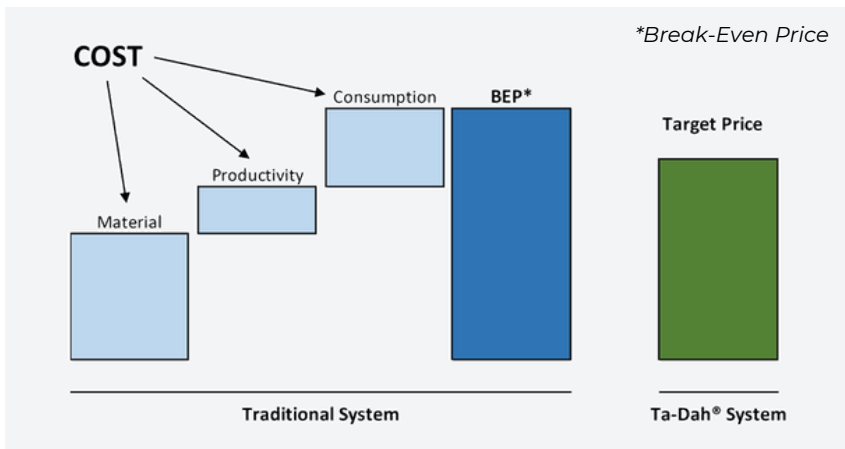 *Break-Even Price
COST
Consumption
BEP*
Target Price
Productivity
Material
Traditional System
Ta-Dah® System